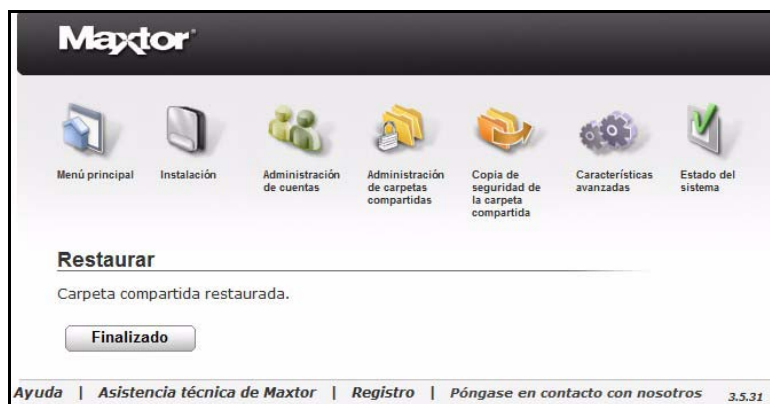 Maxtor
Menú principal
Instalación
Administración
de cuentas
Administración
de carpetas
compartidas
Copia de
seguridad de
la carpeta
compartida
Características
avanzadas
Estado del
sistema
Restaurar
Carpeta compartida restaurada.
Finalizado
Ayuda | Asistencia técnica de Maxtor | Registro | Póngase en contacto con nosotros 3.5.31